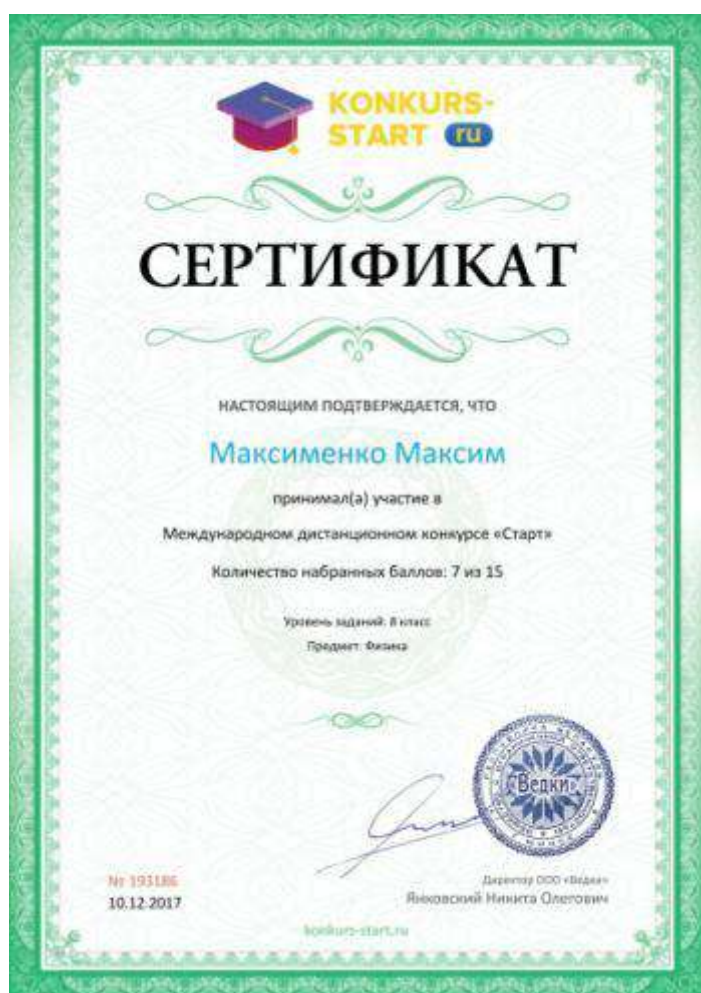 KONKURS-
START ru
СЕРТИФИКАТ
НАСТОЯЩИМ ПОДТВЕРЖДАЕТСЯ, ЧТО
Максименко Максим
принимал(а) участие в
Международном дистанционном конкурсе «Старт»
Количество набранных баллов: 7 из 15
Уровень заданий: 8 класс
Предмет: Физика
Ведки
№ 193186
10.12.2017
Директор ООО «Ведки»
Янковский Никита Олегович
konkurs-start.ru